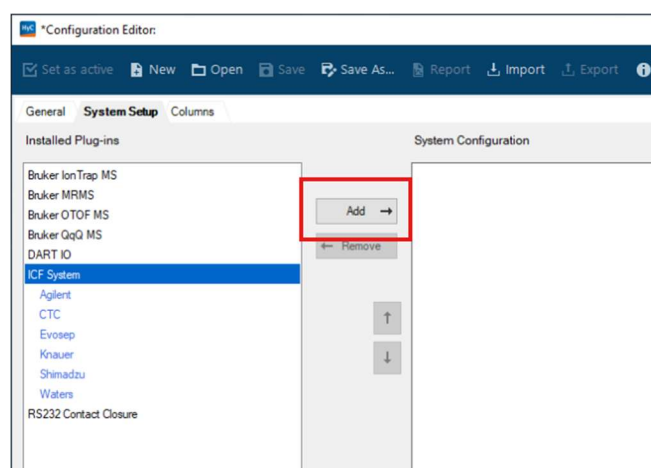 HyC *Configuration Editor:
Set as active New Open Save Save As... Report Import Export
General System Setup Columns
Installed Plug-ins
System Configuration
Bruker IonTrap MS
Bruker MRMS
Bruker OTOF MS
Bruker QqQ MS
DART IO
ICF System
Agilent
CTC
Evosep
Knauer
Shimadzu
Waters
RS232 Contact Closure
Add →
← Remove
↑
↓